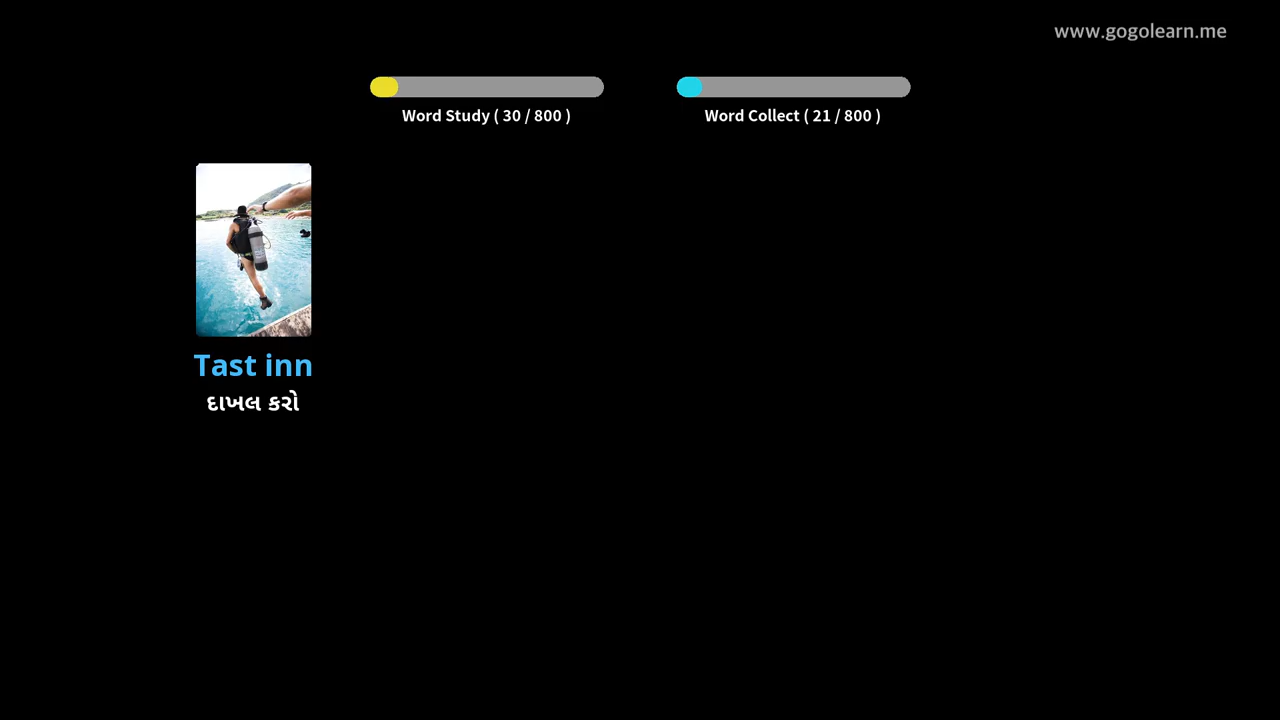 www.gogolearn.me
Word Study ( 30 / 800 )
Word Collect ( 21 / 800 )
Tast inn
દાખલ કરો